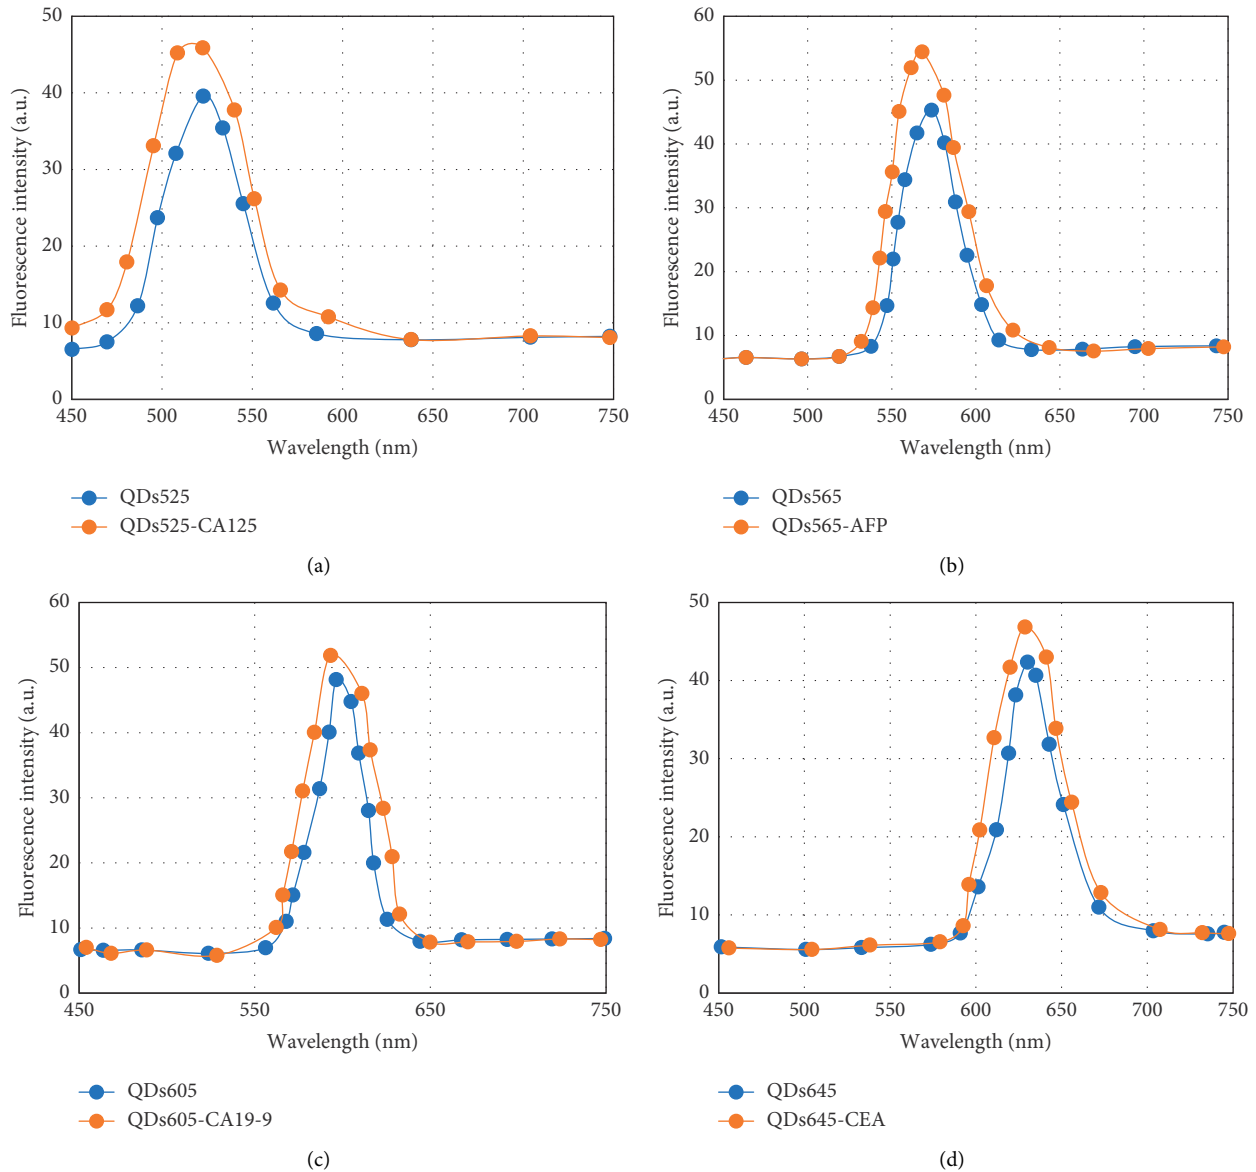 50
40
30
20
10
0
Fluorescence intensity (a.u.)
450 500 550 600 650 700 750
Wavelength (nm)
QDs525
QDs525-CA125
(a)
60
50
40
30
20
10
0
Fluorescence intensity (a.u.)
450 500 550 600 650 700 750
Wavelength (nm)
QDs565
QDs565-AFP
(b)
60
50
40
30
20
10
0
Fluorescence intensity (a.u.)
450 550 650 750
Wavelength (nm)
QDs605
QDs605-CA19-9
(c)
50
40
30
20
10
0
Fluorescence intensity (a.u.)
450 500 550 600 650 700 750
Wavelength (nm)
QDs645
QDs645-CEA
(d)